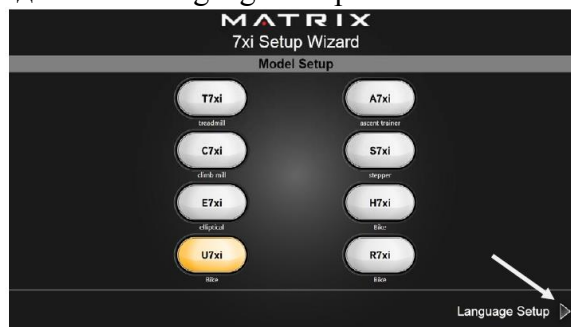 MATRIX
7xi Setup Wizard
Model Setup
T7xi A7xi
treadmill ascent trainer
C7xi S7xi
climb mill stepper
E7xi H7xi
elliptical Bike
U7xi R7xi
Bike Bike
Language Setup